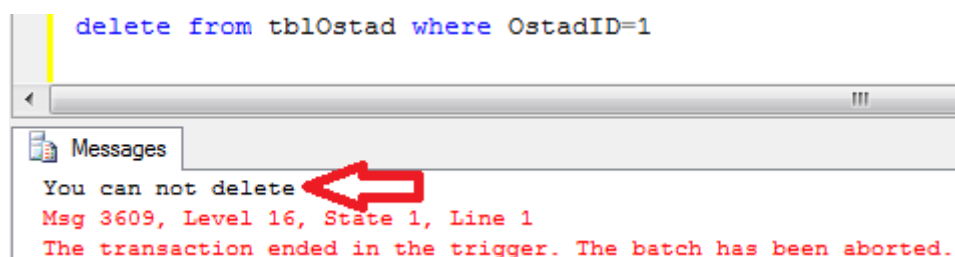 delete from tblOstad where OstadID=1
Messages
You can not delete
Msg 3609, Level 16, State 1, Line 1
The transaction ended in the trigger. The batch has been aborted.